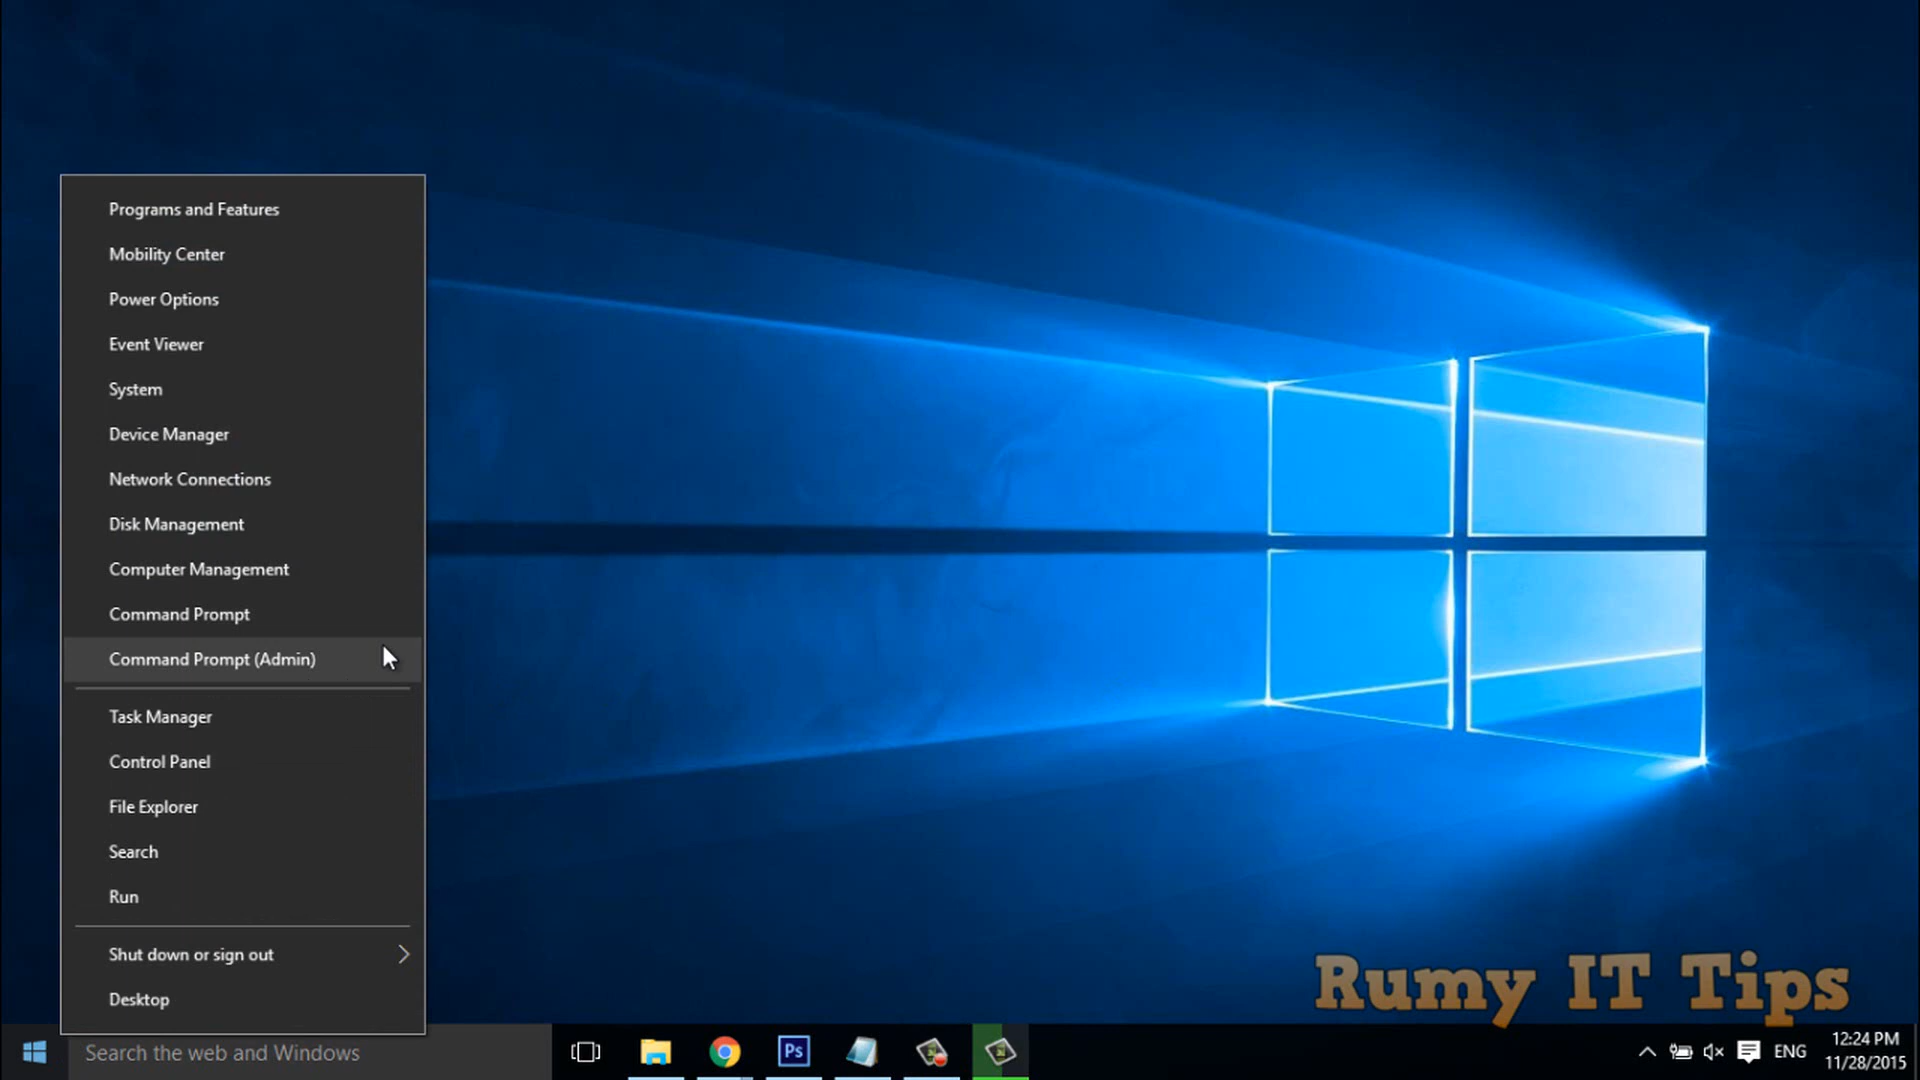 Programs and Features
Mobility Center
Power Options
Event Viewer
System
Device Manager
Network Connections
Disk Management
Computer Management
Command Prompt
Command Prompt (Admin)
Task Manager
Control Panel
File Explorer
Search
Run
Shut down or sign out
Desktop
Rumy IT Tips
Search the web and Windows
Ps
ENG
12:24 PM
11/28/2015